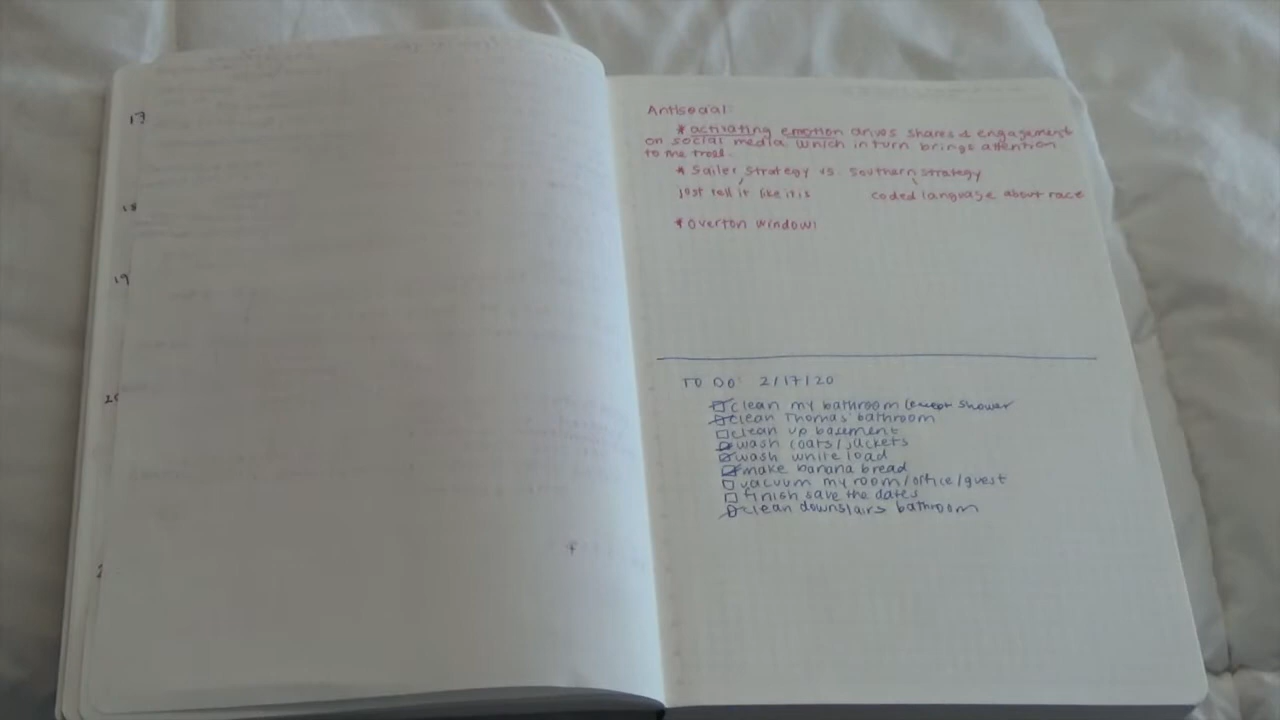 17
18
19
Antisocial:
* activating emotion drives shares & engagement
on social media which in turn brings attention
to the troll.
* Sailer Strategy vs. Southern strategy
just tell it like it is coded language about race
* Overton window:
TO DO: 2/17/20
clean my bathroom (except shower
clean Thomas' bathroom
clean up basement
wash coats/jackets
wash white load
make banana bread
vacuum my room/office/guest
finish save the dates
clean downstairs bathroom